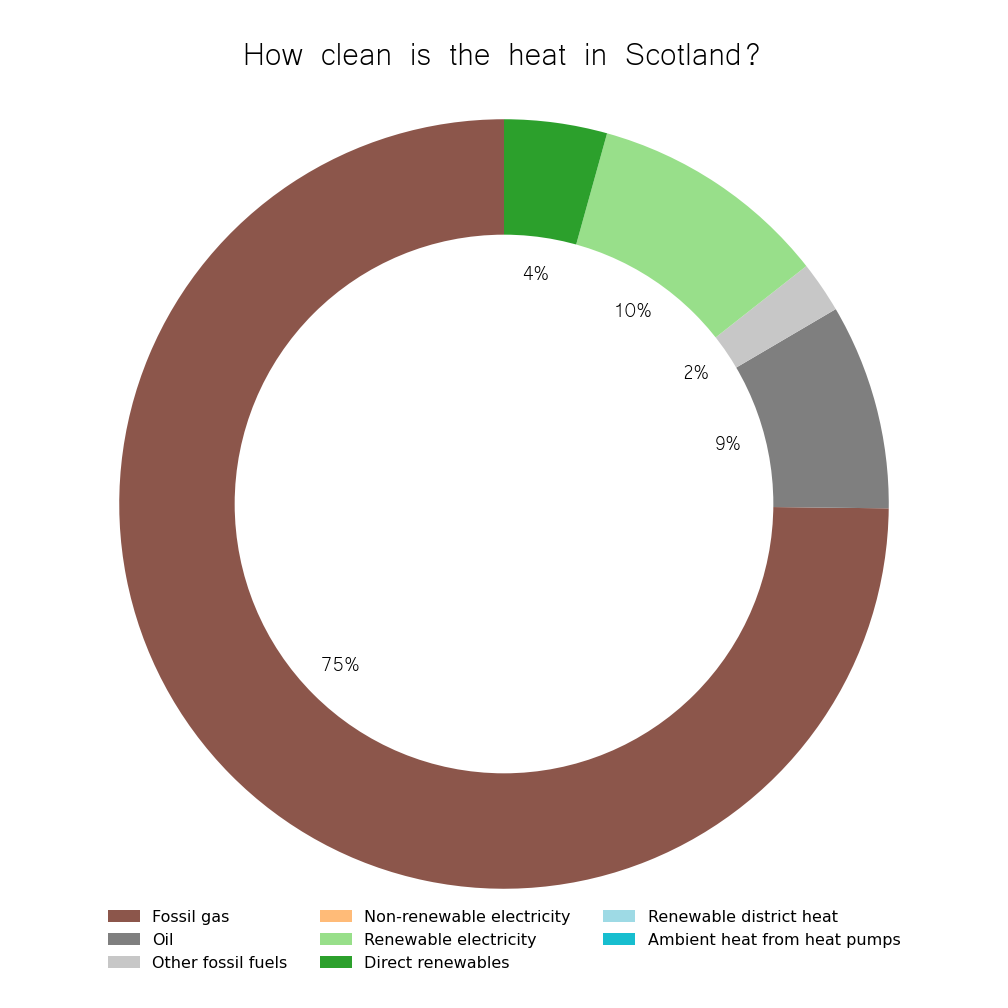 How clean is the heat in Scotland?
4%
10%
2%
9%
75%
Fossil gas
Oil
Other fossil fuels
Non-renewable electricity
Renewable electricity
Direct renewables
Renewable district heat
Ambient heat from heat pumps